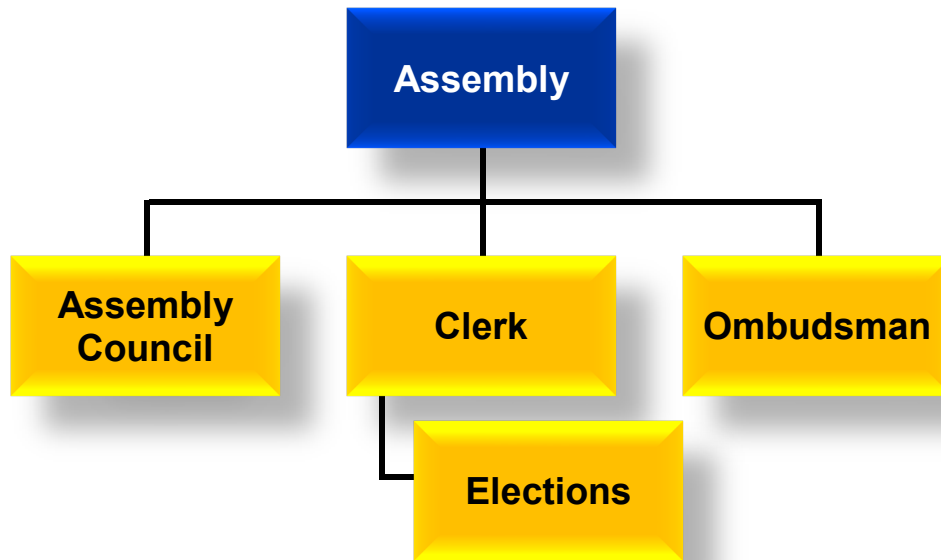 Assembly
Assembly
Council
Clerk
Ombudsman
Elections